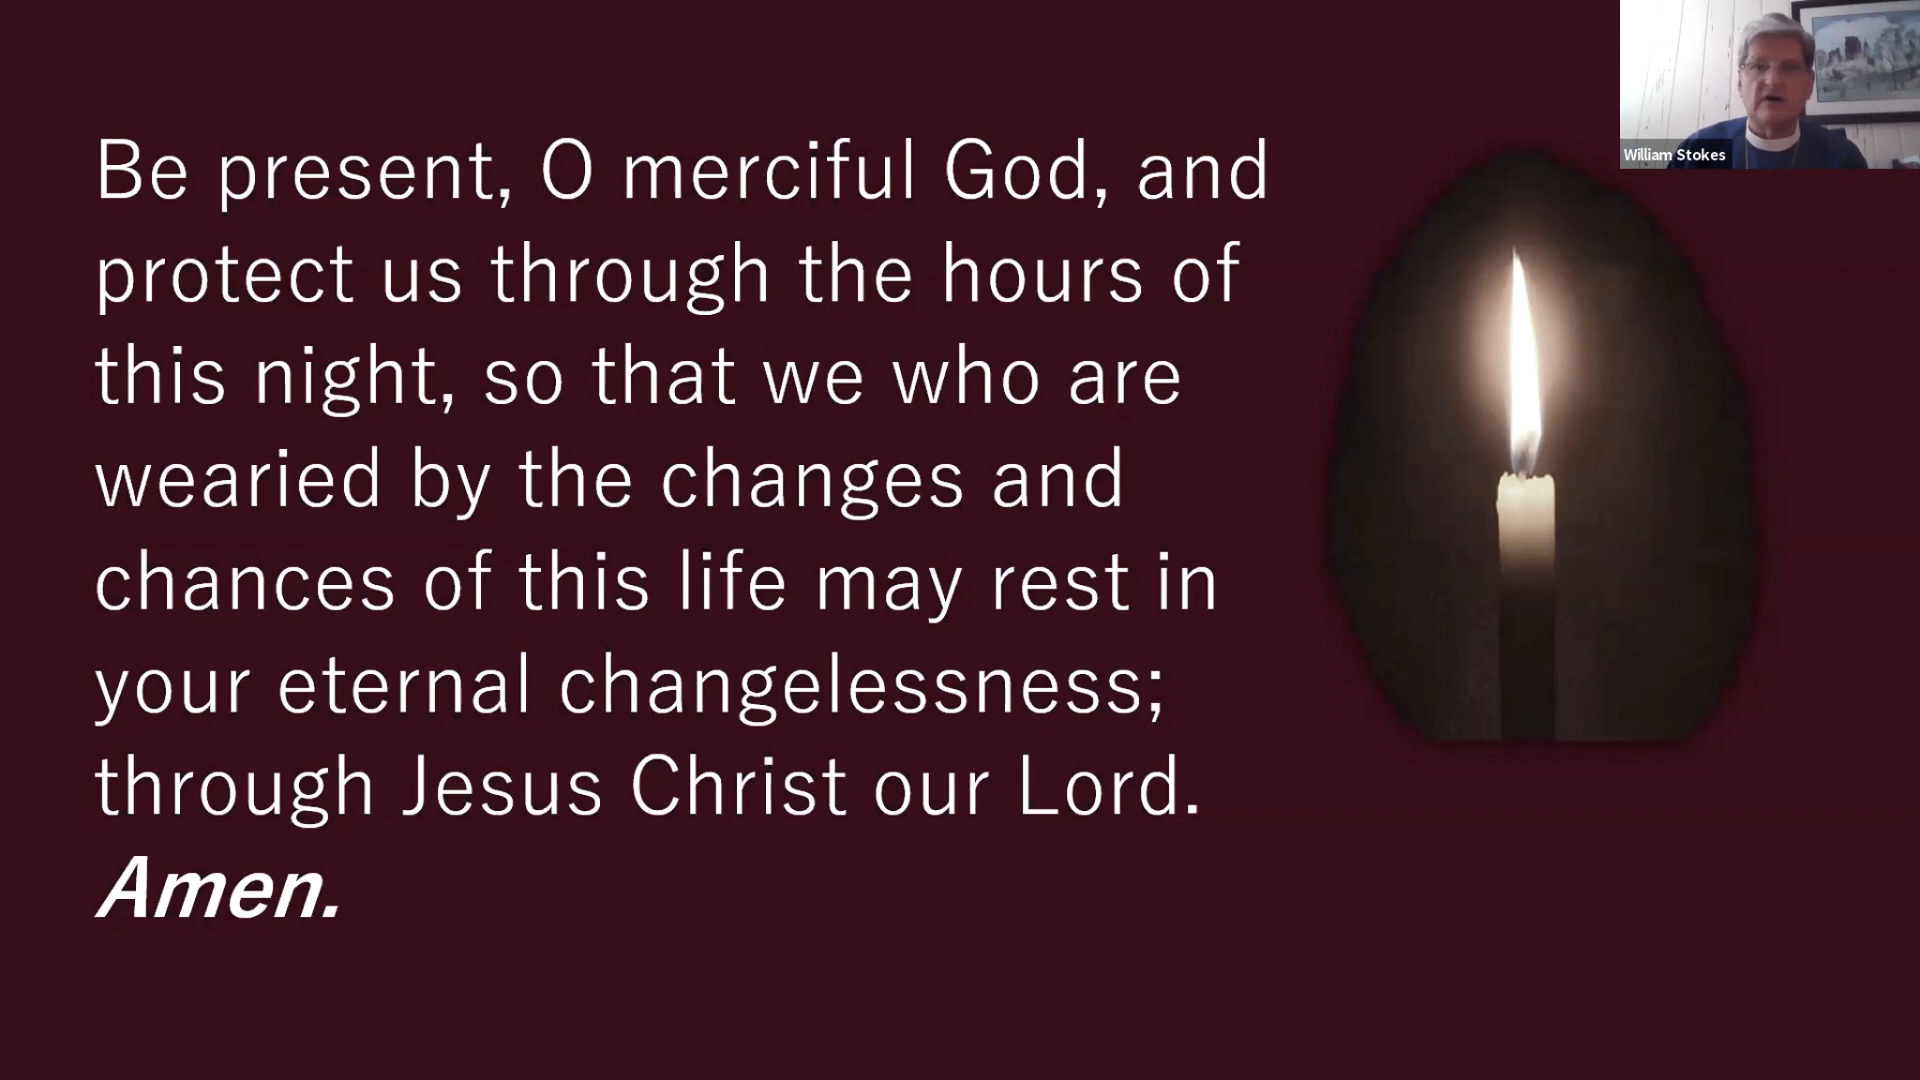 Be present, O merciful God, and
protect us through the hours of
this night, so that we who are
wearied by the changes and
chances of this life may rest in
your eternal changelessness;
through Jesus Christ our Lord.
Amen.
William Stokes